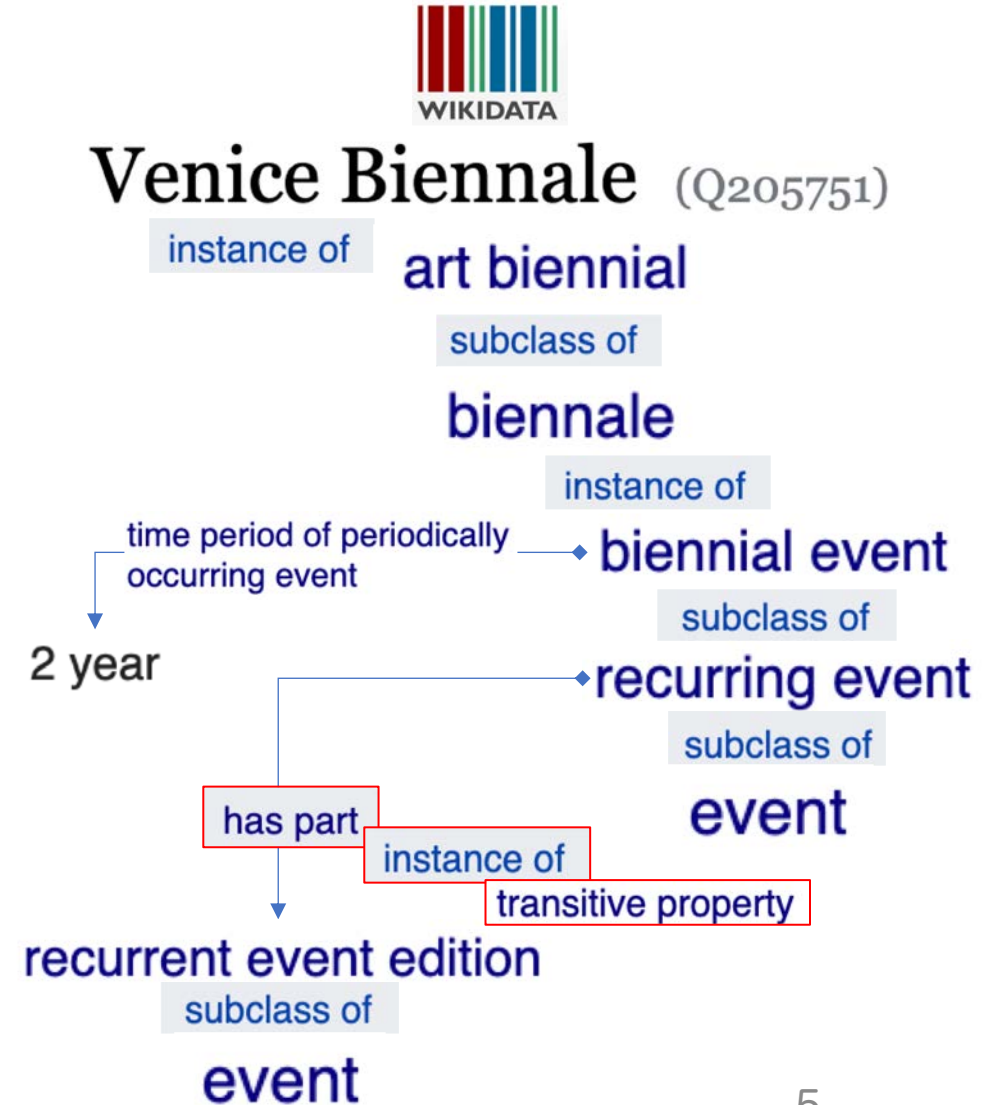 WIKIDATA
Venice Biennale (Q205751)
instance of
art biennial
subclass of
biennale
instance of
time period of periodically
occurring event
biennial event
subclass of
2 year
recurring event
subclass of
has part
event
instance of
transitive property
recurrent event edition
subclass of
event
5